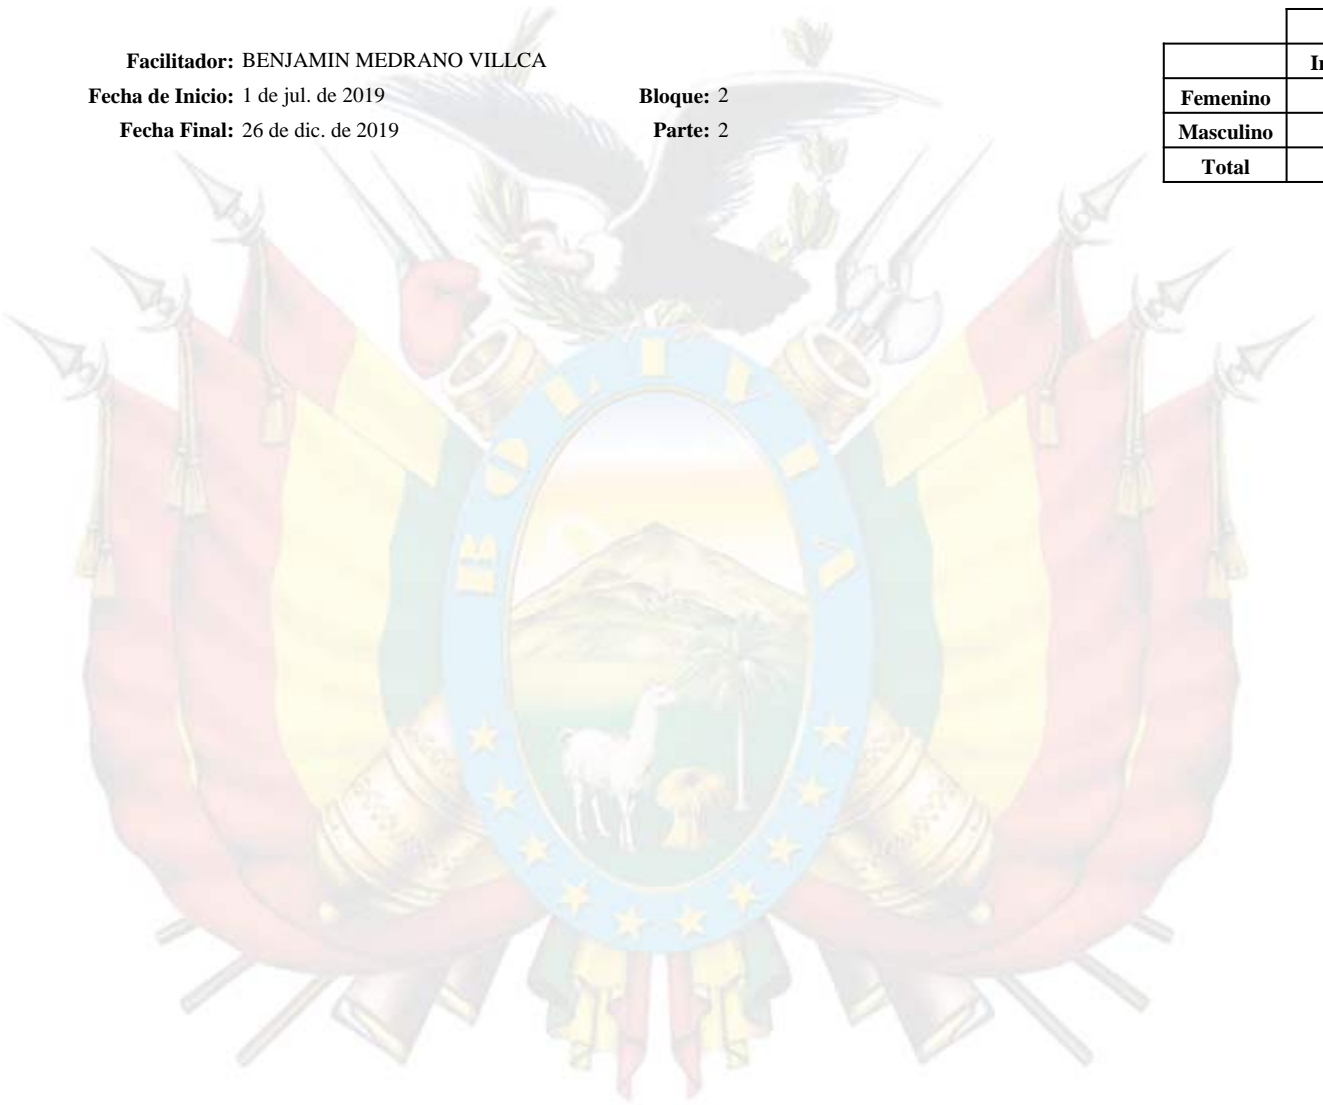 Facilitador: BENJAMIN MEDRANO VILLCA
Fecha de Inicio: 1 de jul. de 2019 Bloque: 2
Fecha Final: 26 de dic. de 2019 Parte: 2
Femenino
Masculino
Total
BOLIVIA